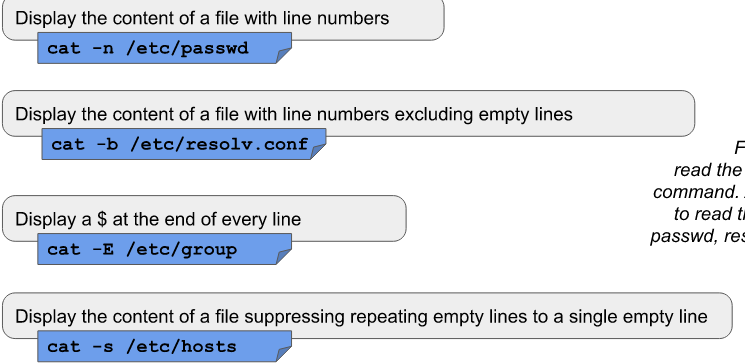 Display the content of a file with line numbers
cat -n /etc/passwd
Display the content of a file with line numbers excluding empty lines
cat -b /etc/resolv.conf
Display a $ at the end of every line
cat -E /etc/group
Display the content of a file suppressing repeating empty lines to a single empty line
cat -s /etc/hosts
read the
command.
to read
passwd,